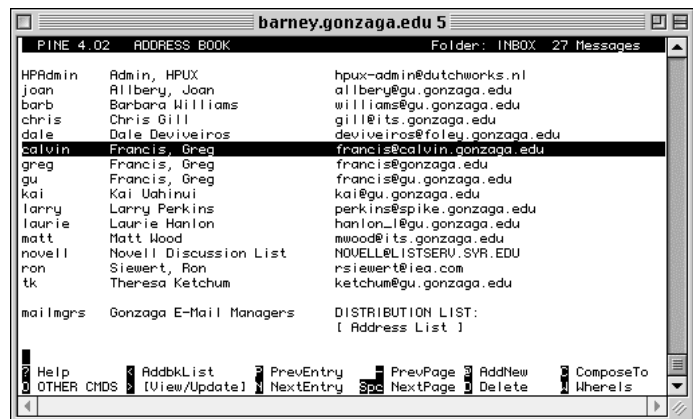 barney.gonzaga.edu 5
PINE 4.02 ADDRESS BOOK Folder: INBOX 27 Messages
HPAdmin Admin, HPUX hpux-admin@dutchworks.nl
joan Allbery, Joan allbery@gu.gonzaga.edu
barb Barbara Williams williams@gu.gonzaga.edu
chris Chris Gill gill@its.gonzaga.edu
dale Dale Deviveiros deviveiros@foley.gonzaga.edu
calvin Francis, Greg francis@calvin.gonzaga.edu
greg Francis, Greg francis@gonzaga.edu
gu Francis, Greg francis@gu.gonzaga.edu
kai Kai Uahinui kai@gu.gonzaga.edu
larry Larry Perkins perkins@spike.gonzaga.edu
laurie Laurie Hanlon hanlon_l@gu.gonzaga.edu
matt Matt Wood mwood@its.gonzaga.edu
novell Novell Discussion List NOVELL@LISTSERV.SYR.EDU
ron Siewert, Ron rsiewert@iea.com
tk Theresa Ketchum ketchum@gu.gonzaga.edu
mailmgrs Gonzaga E-Mail Managers DISTRIBUTION LIST:
[ Address List ]
? Help < AddbkList P PrevEntry - PrevPage @ AddNew C ComposeTo
O OTHER CMDS > [View/Update] N NextEntry Spc NextPage D Delete W WhereIs